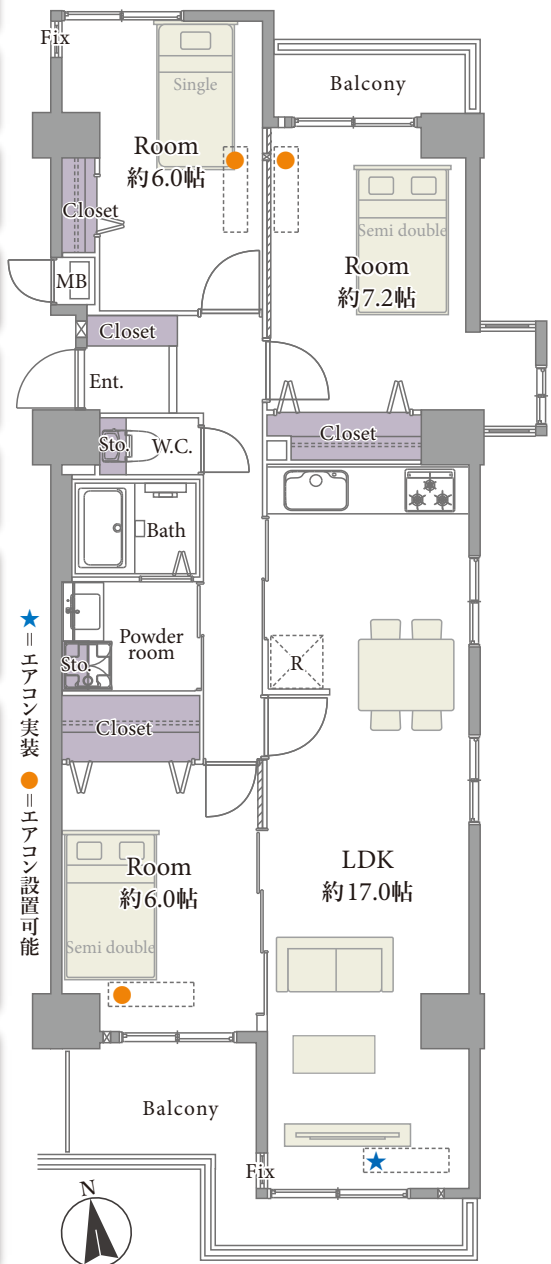 Fix
Single
Balcony
Room
約6.0帖
Closet
Semi double
Room
約7.2帖
MB
Closet
Ent.
Sto.
W.C.
Closet
Bath
Powder
room
Sto.
R
Closet
★=エアコン実装 ●=エアコン設置可能
Room
約6.0帖
LDK
約17.0帖
Semi double
Balcony
Fix
N